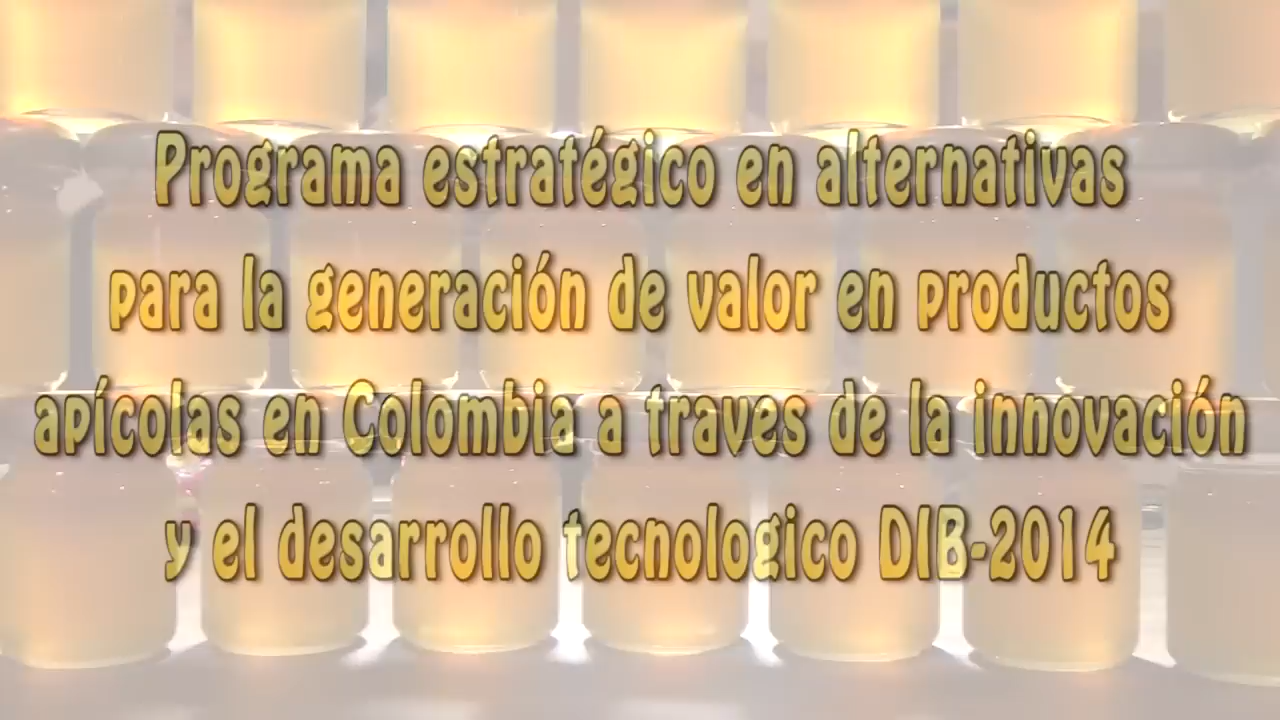 Programa estratégico en alternativas
para la generación de valor en productos
apícolas en Colombia a traves de la innovación
y el desarrollo tecnologico DIB-2014